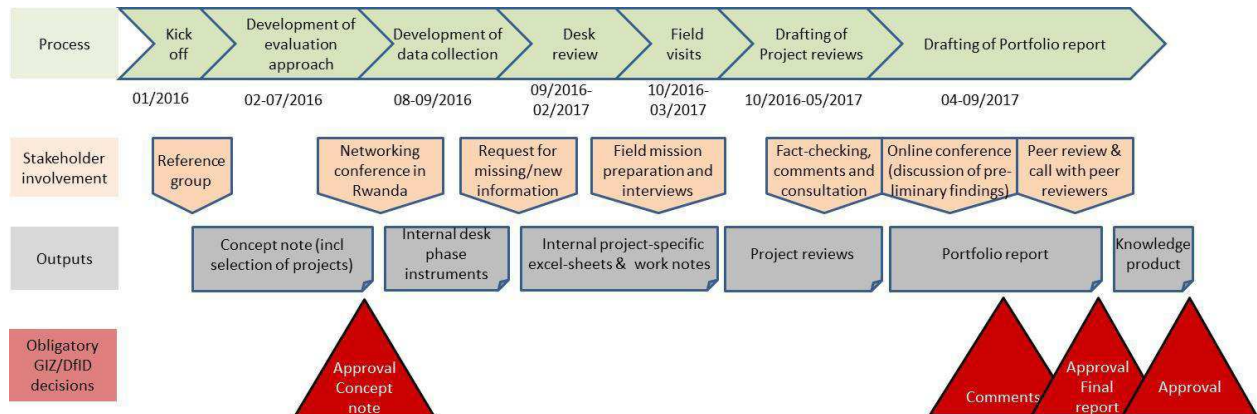 Process
Kick
off
Development of
evaluation
approach
Development of
data collection
Desk
review
Field
visits
Drafting of
Project reviews
Drafting of Portfolio report
01/2016
02-07/2016
08-09/2016
09/2016-
02/2017
10/2016-
03/2017
10/2016-05/2017
04-09/2017
Stakeholder
involvement
Reference
group
Networking
conference in
Rwanda
Request for
missing/new
information
Field mission
preparation and
interviews
Fact-checking,
comments and
consultation
Online conference
(discussion of pre-
liminary findings)
Peer review &
call with peer
reviewers
Outputs
Concept note (incl
selection of projects)
Internal desk
phase
instruments
Internal project-specific
excel-sheets & work notes
Project reviews
Portfolio report
Knowledge
product
Obligatory
GIZ/DfID
decisions
Approval
Concept
note
Comments
Approval
Final
report
Approval